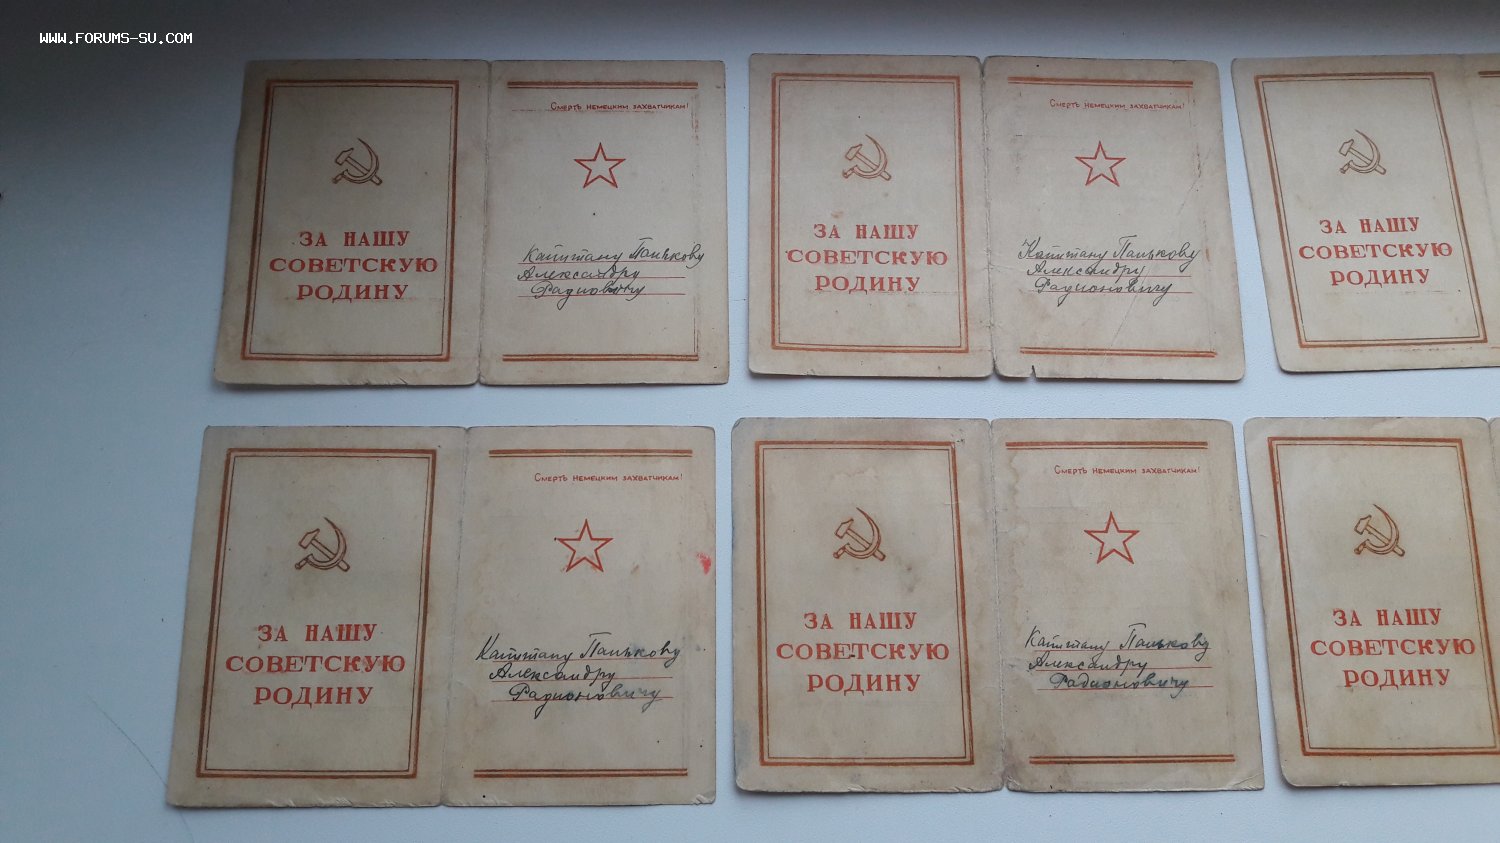 WWW.FORUMS-SU.COM
ЗА НАШУ
СОВЕТСКУЮ
РОДИНУ
Смерть немецким захватчикам!
Капитану Панькову
Александру
Радионовичу
ЗА НАШУ
СОВЕТСКУЮ
РОДИНУ
Смерть немецким захватчикам!
Капитану Панькову
Александру
Радионовичу
ЗА НАШУ
СОВЕТСКУЮ
РОДИНУ
ЗА НАШУ
СОВЕТСКУЮ
РОДИНУ
Смерть немецким захватчикам!
Капитану Панькову
Александру
Радионовичу
ЗА НАШУ
СОВЕТСКУЮ
РОДИНУ
Смерть немецким захватчикам!
Капитану Панькову
Александру
Радионовичу
ЗА НАШУ
СОВЕТСКУЮ
РОДИНУ